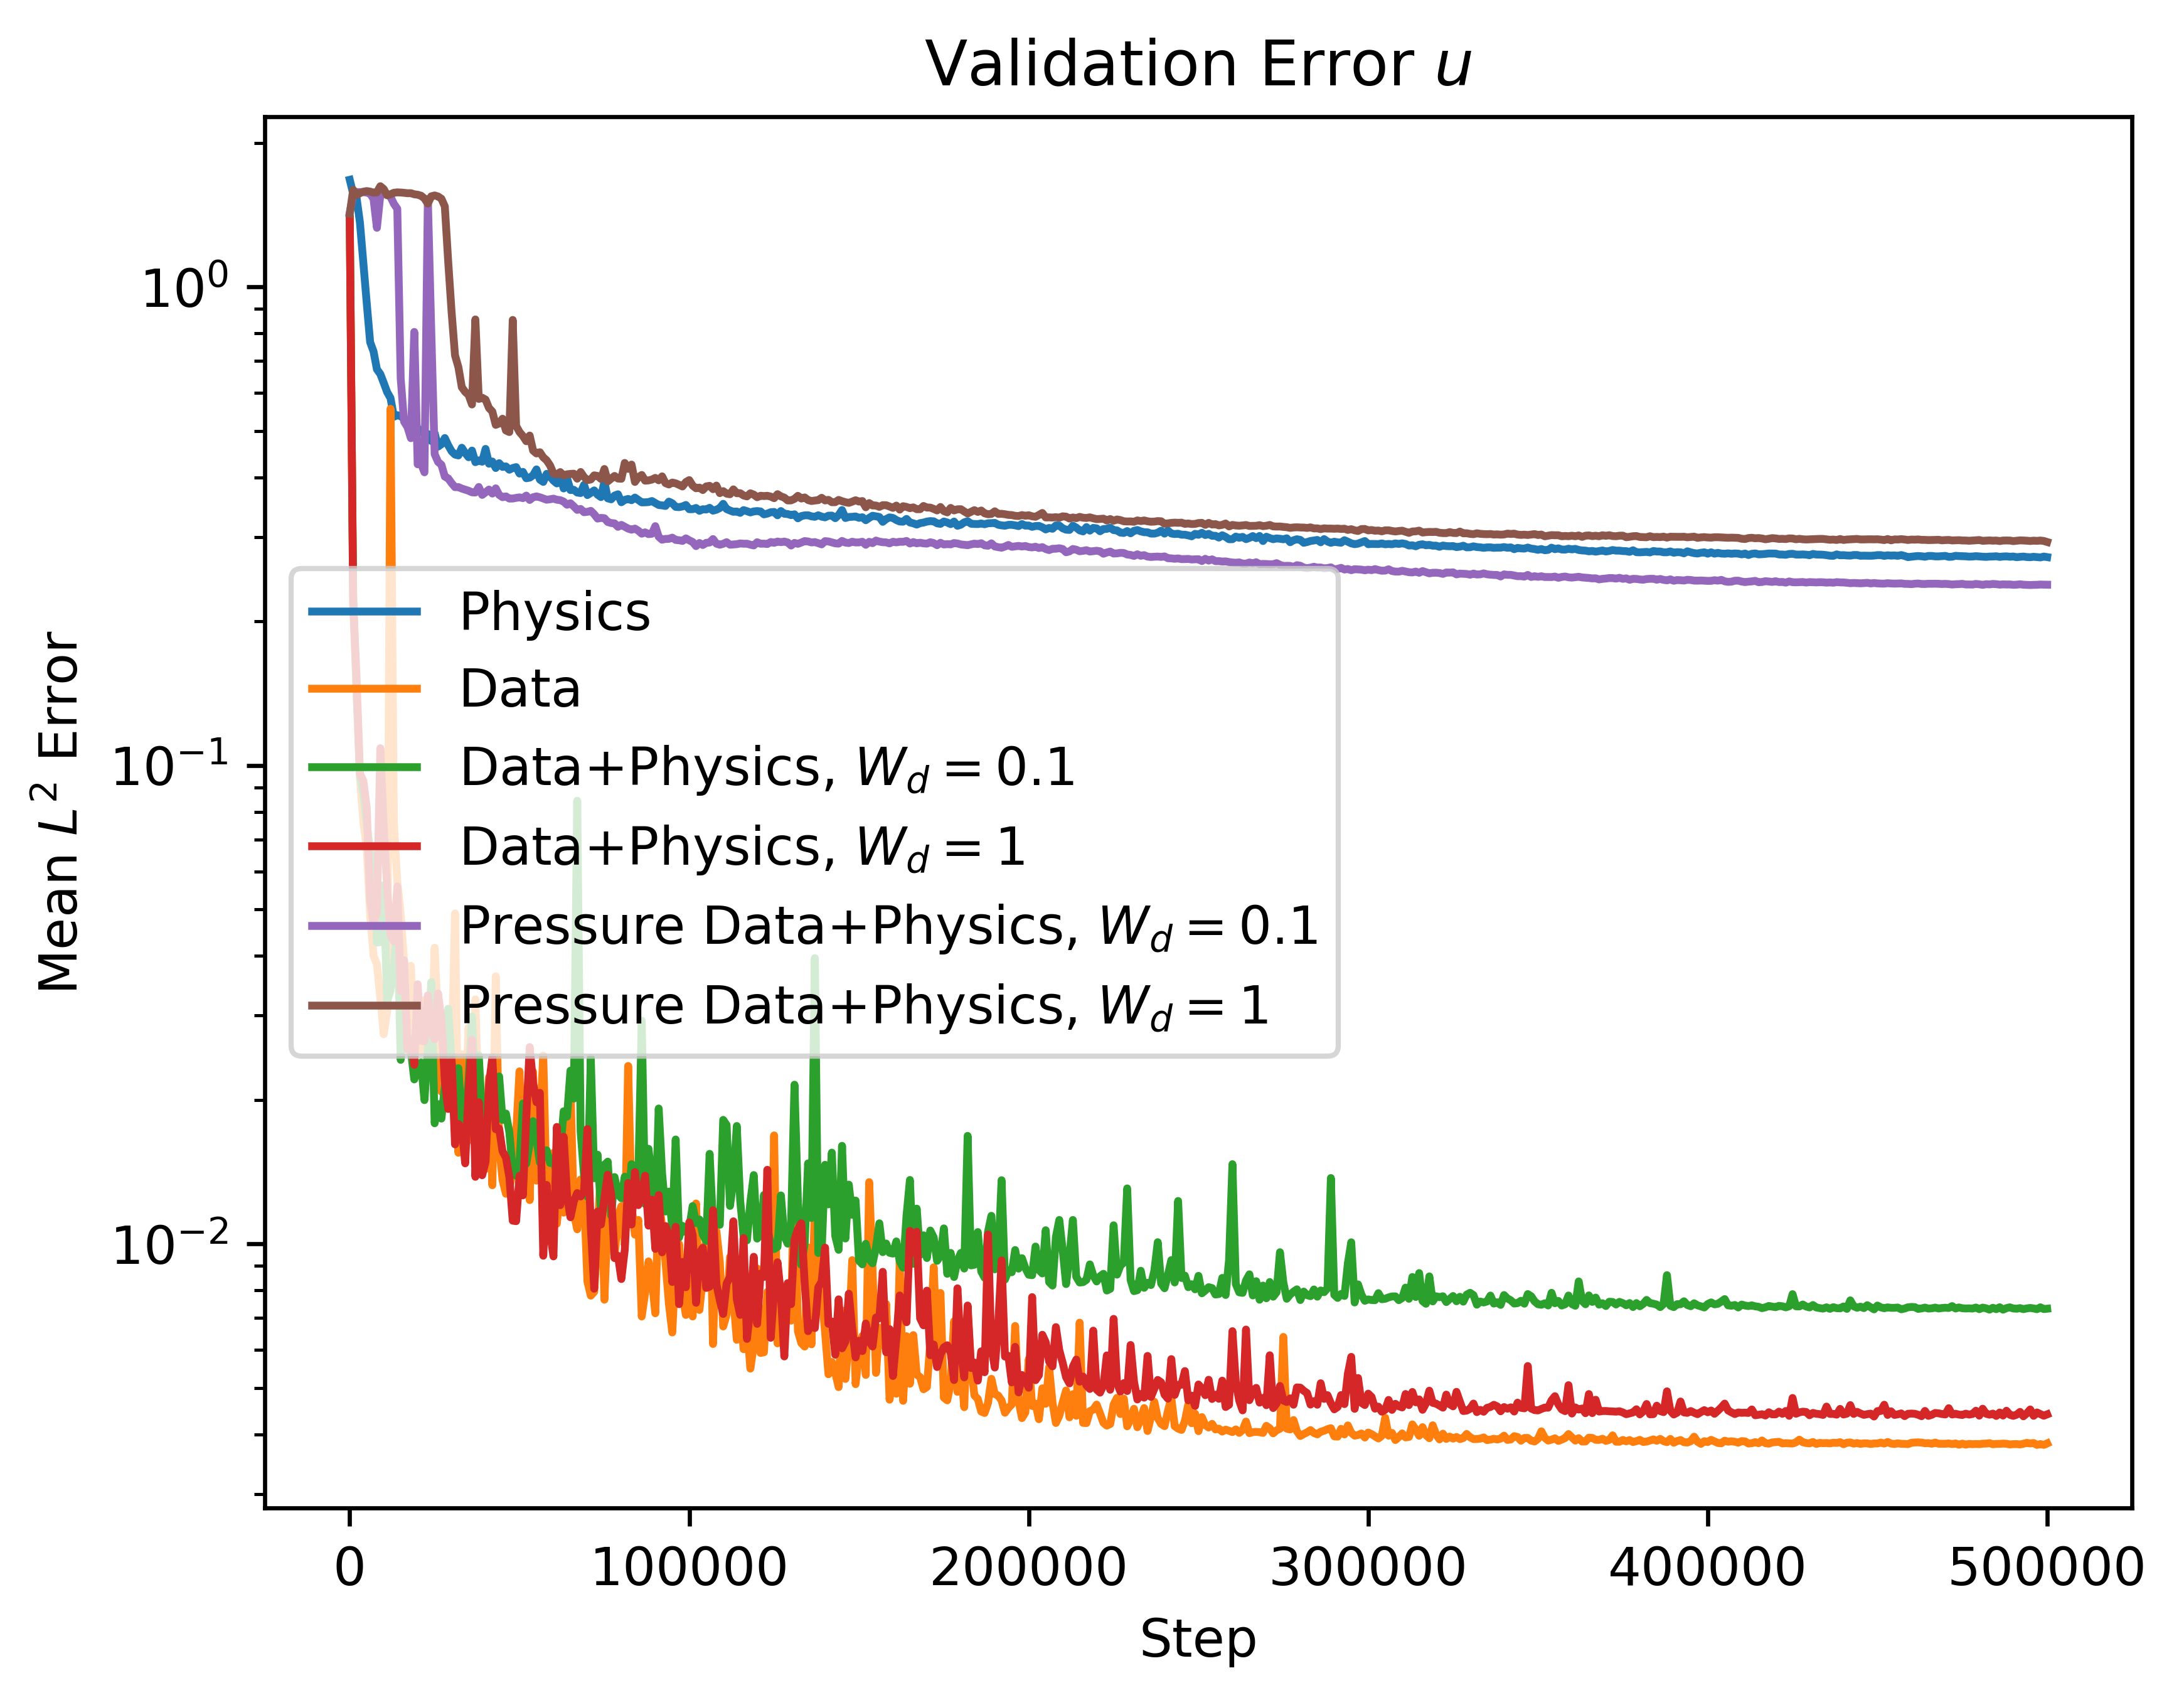 Validation Error u
Mean L² Error
10⁰
10⁻¹
10⁻²
Physics
Data
Data+Physics, W_d = 0.1
Data+Physics, W_d = 1
Pressure Data+Physics, W_d = 0.1
Pressure Data+Physics, W_d = 1
0 100000 200000 300000 400000 500000
Step